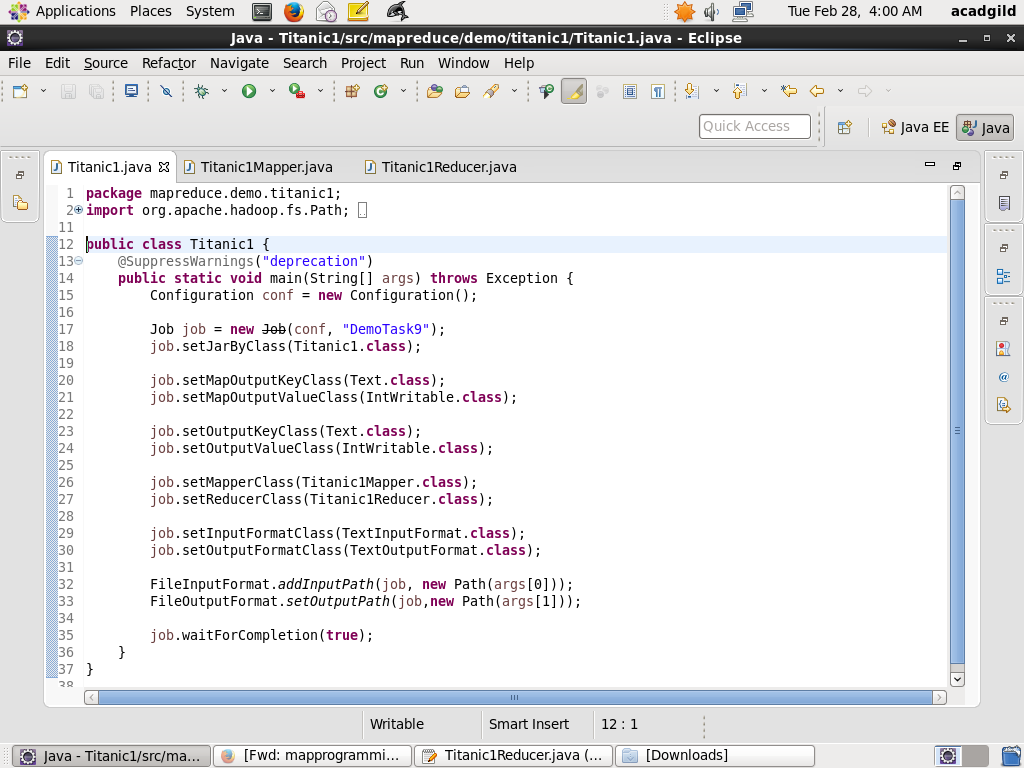 Applications Places System Tue Feb 28, 4:00 AM acadgild
Java - Titanic1/src/mapreduce/demo/titanic1/Titanic1.java - Eclipse
File Edit Source Refactor Navigate Search Project Run Window Help
Quick Access Java EE Java
Titanic1.java Titanic1Mapper.java Titanic1Reducer.java
1 package mapreduce.demo.titanic1;
2 import org.apache.hadoop.fs.Path;
11
12 public class Titanic1 {
13 @SuppressWarnings("deprecation")
14 public static void main(String[] args) throws Exception {
15 Configuration conf = new Configuration();
16
17 Job job = new Job(conf, "DemoTask9");
18 job.setJarByClass(Titanic1.class);
19
20 job.setMapOutputKeyClass(Text.class);
21 job.setMapOutputValueClass(IntWritable.class);
22
23 job.setOutputKeyClass(Text.class);
24 job.setOutputValueClass(IntWritable.class);
25
26 job.setMapperClass(Titanic1Mapper.class);
27 job.setReducerClass(Titanic1Reducer.class);
28
29 job.setInputFormatClass(TextInputFormat.class);
30 job.setOutputFormatClass(TextOutputFormat.class);
31
32 FileInputFormat.addInputPath(job, new Path(args[0]));
33 FileOutputFormat.setOutputPath(job,new Path(args[1]));
34
35 job.waitForCompletion(true);
36 }
37 }
38
Writable Smart Insert 12 : 1
Java - Titanic1/src/ma... [Fwd: mapprogrammi... Titanic1Reducer.java (... [Downloads]